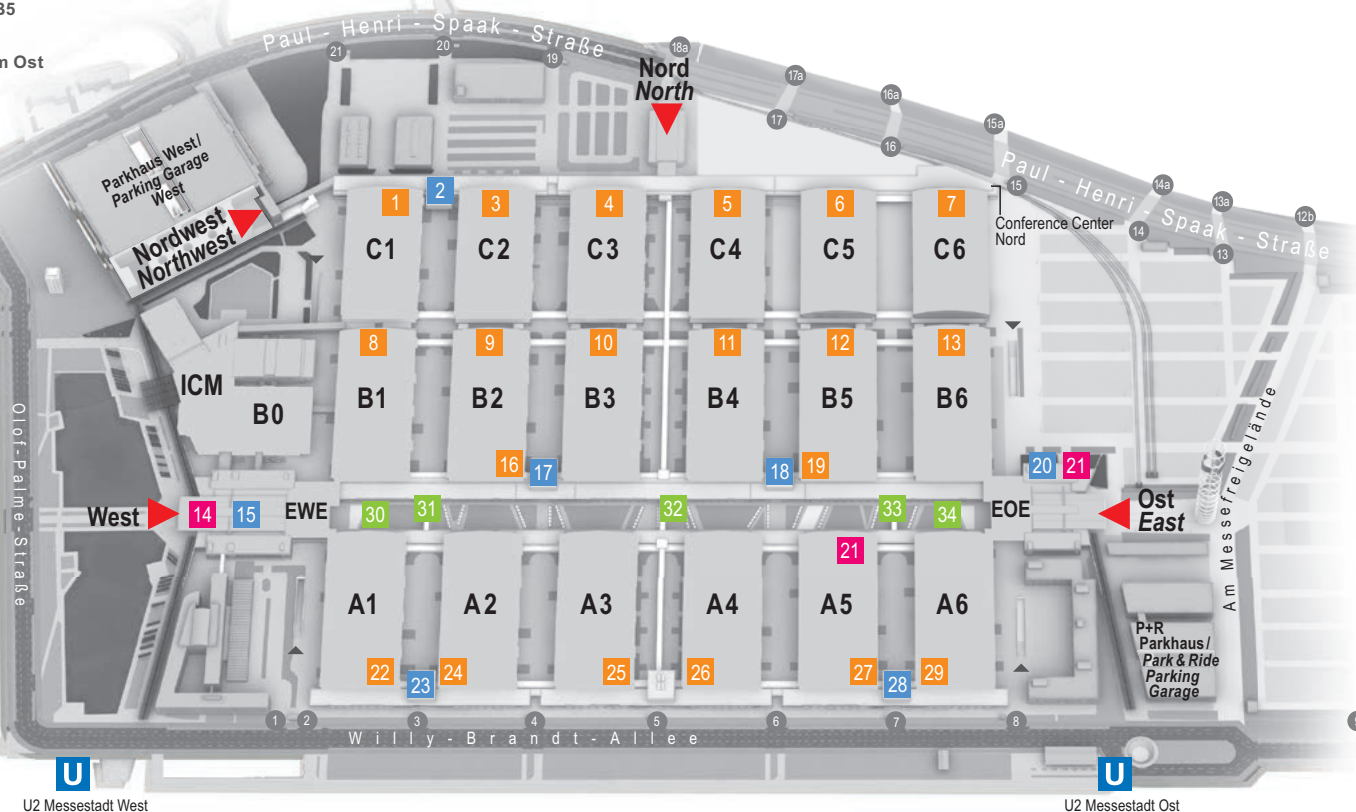 B5
m Ost
Paul - Henri - Spaak - Straße
21
20
19
18a
Nord
North
17a
17
16a
16
15a
15
Paul - Henri - Spaak - Straße
14a
14
13a
13
12b
Conference Center
Nord
Parkhaus West/
Parking Garage
West
Nordwest
Northwest
1
2
3
4
5
6
7
C1
C2
C3
C4
C5
C6
8
9
10
11
12
13
ICM
B0
B1
B2
B3
B4
B5
B6
16
17
18
19
20
21
Olof-Palme-Straße
West
14
15
EWE
30
31
32
33
34
EOE
Ost
East
21
Am Messefreigelände
A1
A2
A3
A4
A5
A6
P+R
Parkhaus/
Park & Ride
Parking
Garage
22
23
24
25
26
27
28
29
1
2
3
4
5
6
7
8
Willy-Brandt-Allee
U
U2 Messestadt West
U
U2 Messestadt Ost